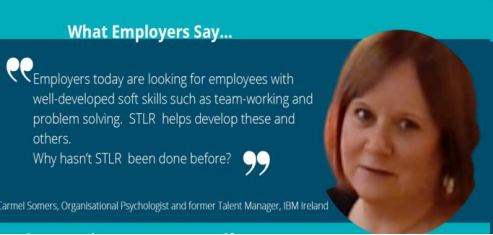 What Employers Say...
Employers today are looking for employees with
well-developed soft skills such as team-working and
problem solving. STLR helps develop these and
others.
Why hasn't STLR been done before?
Carmel Somers, Organisational Psychologist and former Talent Manager, IBM Ireland